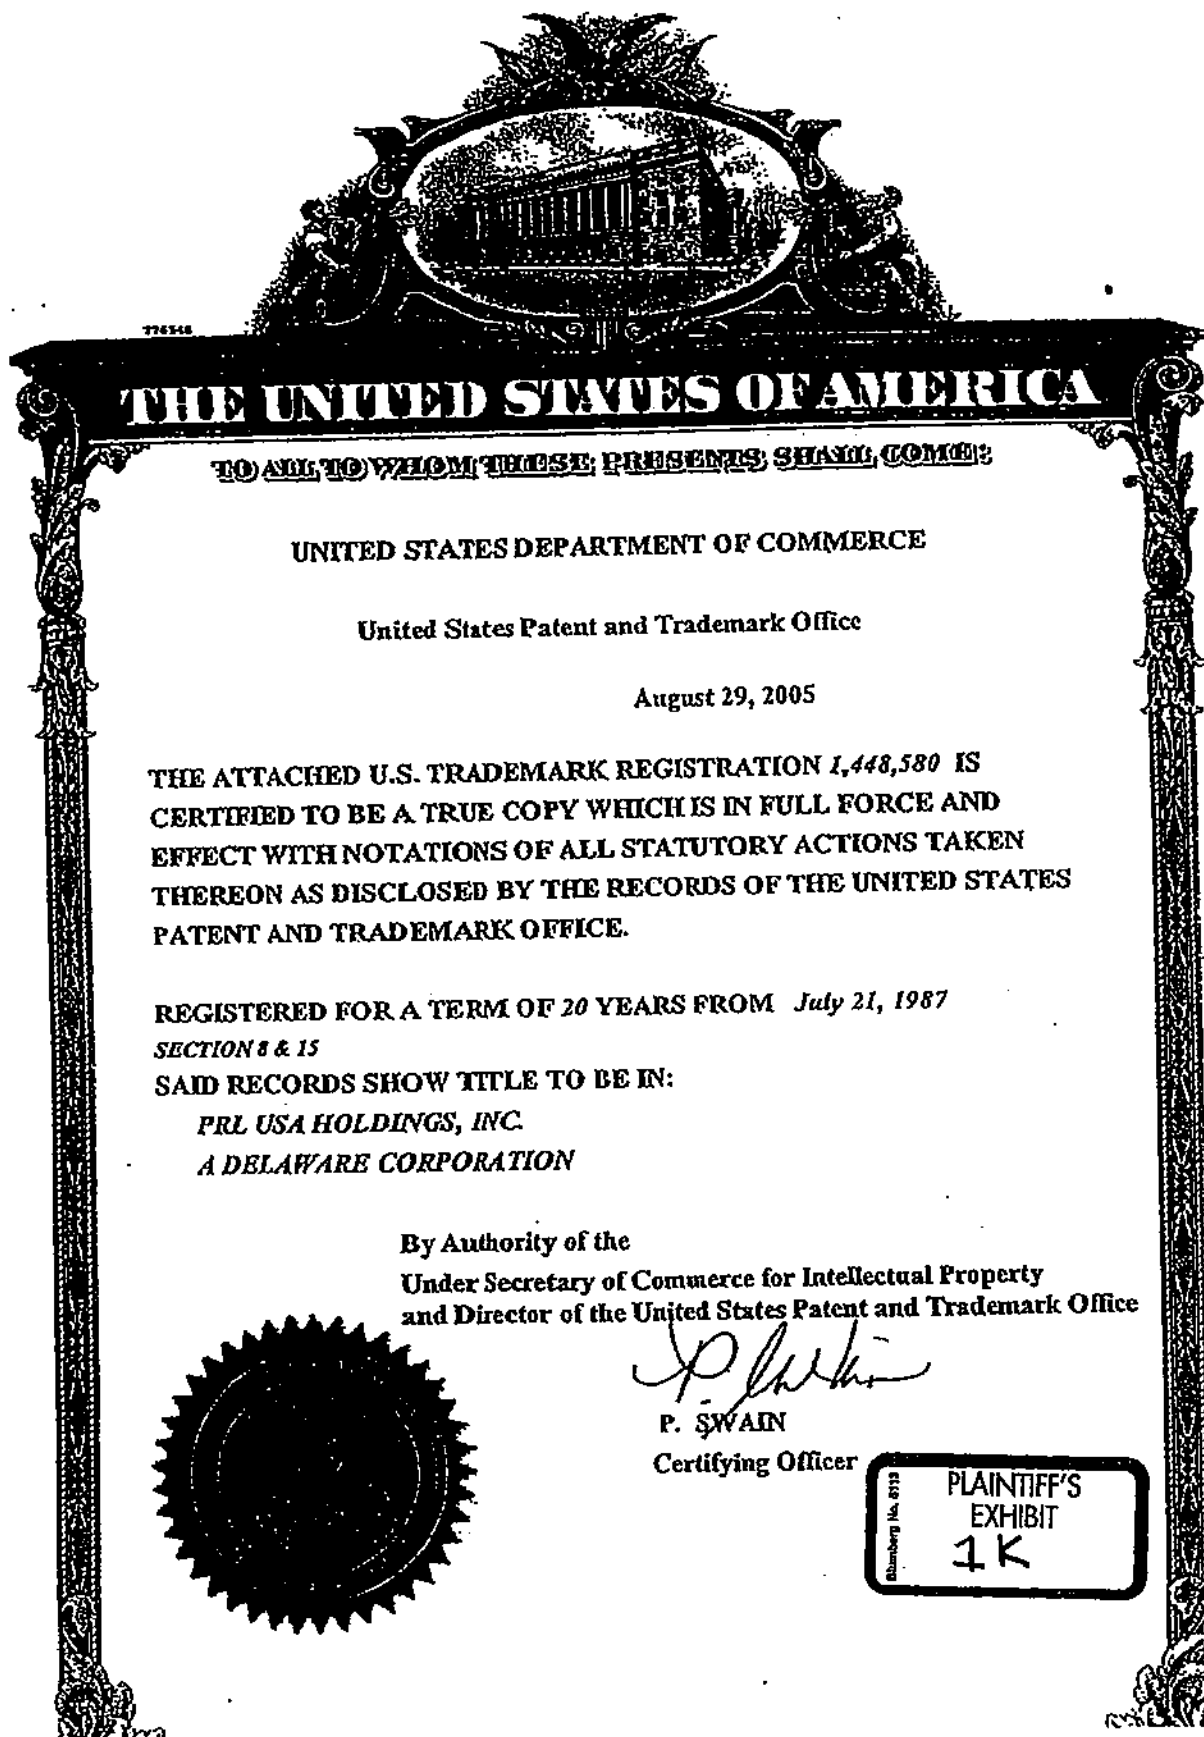 THE UNITED STATES OF AMERICA
TO ALL TO WHOM THESE PRESENTS SHALL COME:
UNITED STATES DEPARTMENT OF COMMERCE
United States Patent and Trademark Office
August 29, 2005
THE ATTACHED U.S. TRADEMARK REGISTRATION 1,448,580 IS
CERTIFIED TO BE A TRUE COPY WHICH IS IN FULL FORCE AND
EFFECT WITH NOTATIONS OF ALL STATUTORY ACTIONS TAKEN
THEREON AS DISCLOSED BY THE RECORDS OF THE UNITED STATES
PATENT AND TRADEMARK OFFICE.
REGISTERED FOR A TERM OF 20 YEARS FROM July 21, 1987
SECTION 8 & 15
SAID RECORDS SHOW TITLE TO BE IN:
PRL USA HOLDINGS, INC.
A DELAWARE CORPORATION
By Authority of the
Under Secretary of Commerce for Intellectual Property
and Director of the United States Patent and Trademark Office
P. SWAIN
Certifying Officer
Blumberg No. 5113
PLAINTIFF'S
EXHIBIT
1K